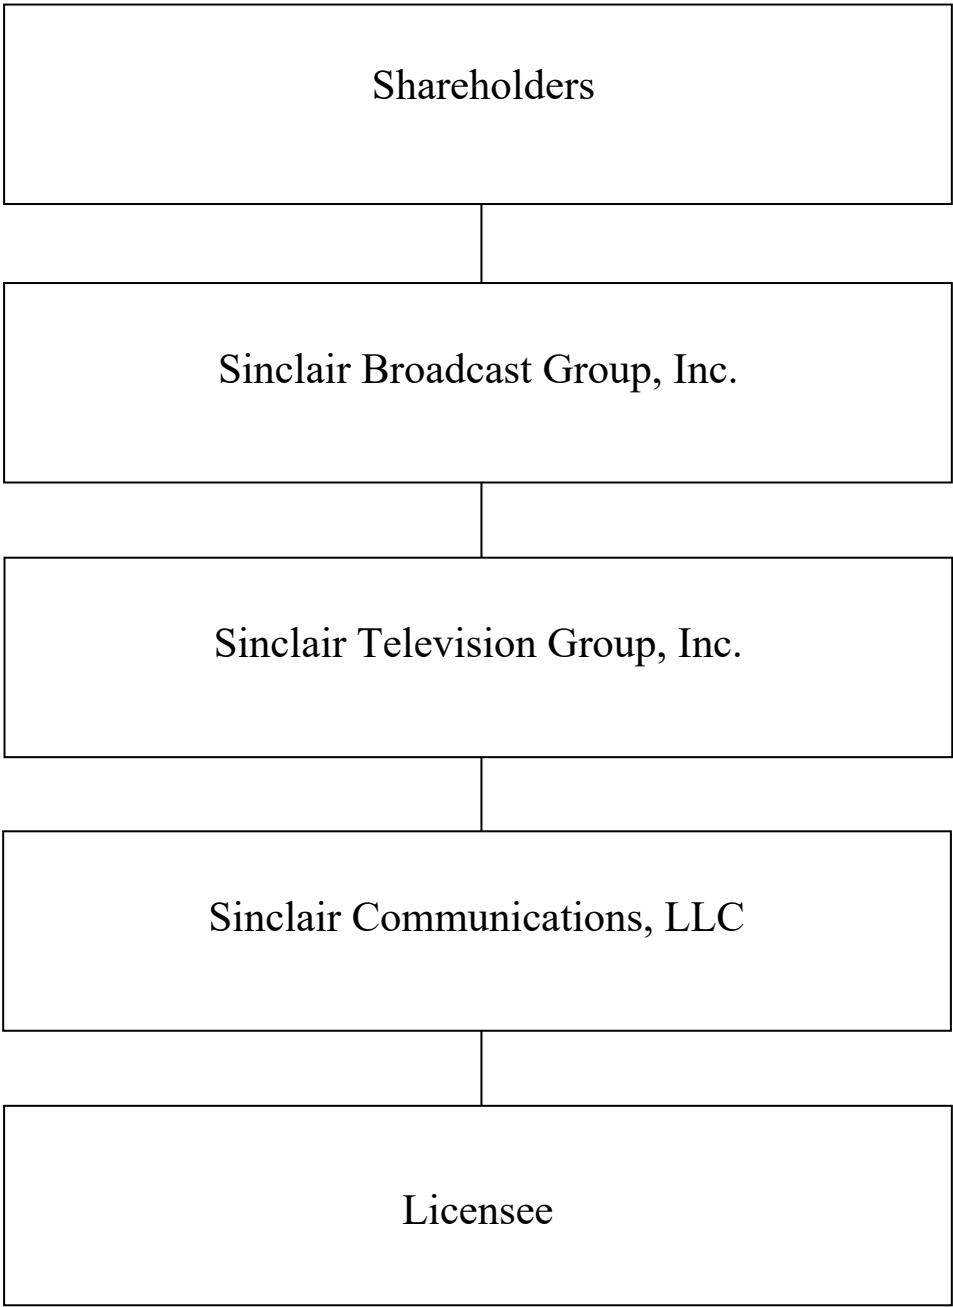 Shareholders
Sinclair Broadcast Group, Inc.
Sinclair Television Group, Inc.
Sinclair Communications, LLC
Licensee